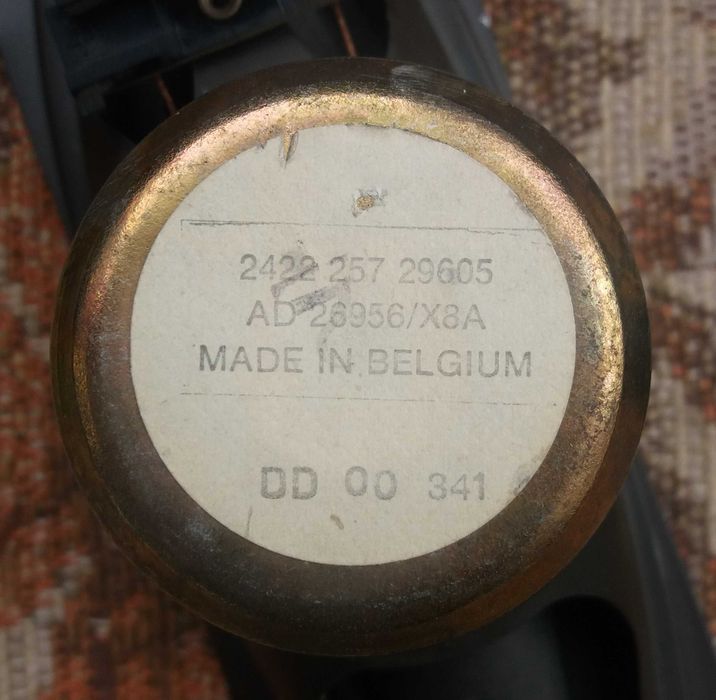 2422 257 29605
AD 26956/X8A
MADE IN BELGIUM
DD 00 341